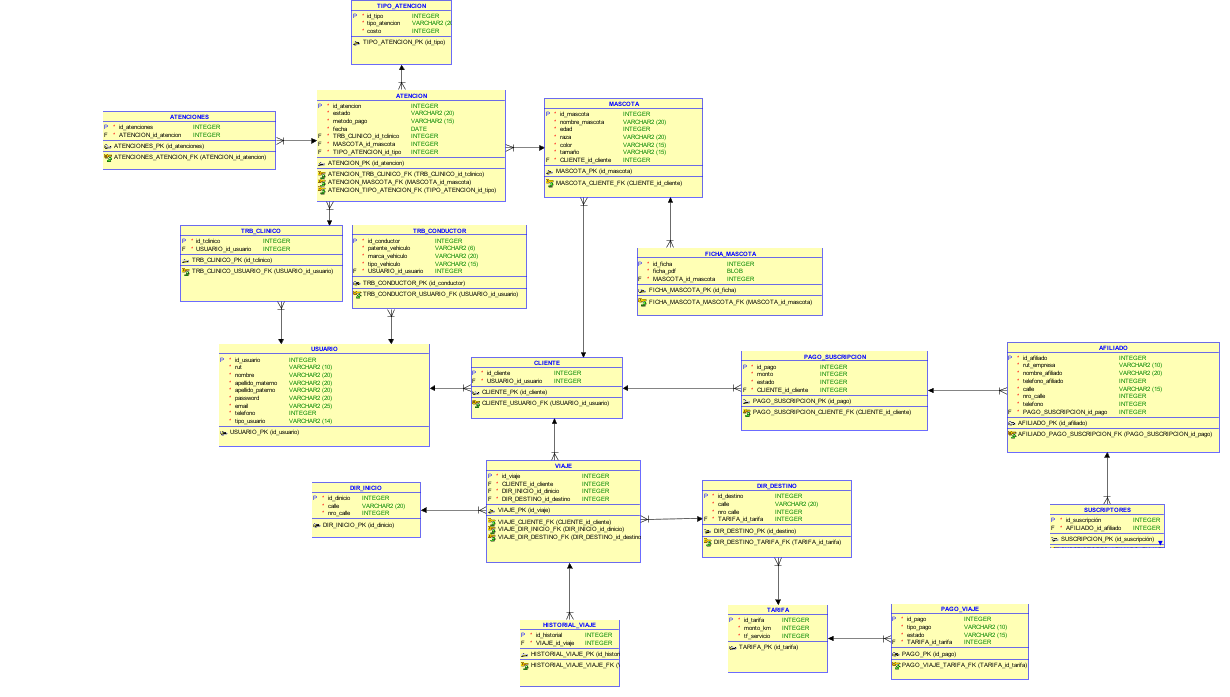 TIPO_ATENCION
P * id_tipo INTEGER
* tipo_atencion VARCHAR2 (2
* costo INTEGER
TIPO_ATENCION_PK (id_tipo)
ATENCION
P * id_atencion INTEGER
* estado VARCHAR2 (20)
* metodo_pago VARCHAR2 (15)
* fecha DATE
F * TRB_CLINICO_id_tclinico INTEGER
F * MASCOTA_id_mascota INTEGER
F * TIPO_ATENCION_id_tipo INTEGER
ATENCION_PK (id_atencion)
ATENCION_TRB_CLINICO_FK (TRB_CLINICO_id_tclinico)
ATENCION_MASCOTA_FK (MASCOTA_id_mascota)
ATENCION_TIPO_ATENCION_FK (TIPO_ATENCION_id_tipo)
MASCOTA
P * id_mascota INTEGER
* nombre_mascota VARCHAR2 (20)
* edad INTEGER
* raza VARCHAR2 (20)
* color VARCHAR2 (15)
* tamaño VARCHAR2 (15)
F * CLIENTE_id_cliente INTEGER
MASCOTA_PK (id_mascota)
MASCOTA_CLIENTE_FK (CLIENTE_id_cliente)
ATENCIONES
P * id_atenciones INTEGER
F * ATENCION_id_atencion INTEGER
ATENCIONES_PK (id_atenciones)
ATENCIONES_ATENCION_FK (ATENCION_id_atencion)
TRB_CLINICO
P * id_tclinico INTEGER
F * USUARIO_id_usuario INTEGER
TRB_CLINICO_PK (id_tclinico)
TRB_CLINICO_USUARIO_FK (USUARIO_id_usuario)
TRB_CONDUCTOR
P * id_conductor INTEGER
* patente_vehiculo VARCHAR2 (6)
* marca_vehiculo VARCHAR2 (20)
* tipo_vehiculo VARCHAR2 (15)
F * USUARIO_id_usuario INTEGER
TRB_CONDUCTOR_PK (id_conductor)
TRB_CONDUCTOR_USUARIO_FK (USUARIO_id_usuario)
FICHA_MASCOTA
P * id_ficha INTEGER
* ficha_pdf BLOB
F * MASCOTA_id_mascota INTEGER
FICHA_MASCOTA_PK (id_ficha)
FICHA_MASCOTA_MASCOTA_FK (MASCOTA_id_mascota)
USUARIO
P * id_usuario INTEGER
* rut VARCHAR2 (10)
* nombre VARCHAR2 (20)
* apellido_materno VARCHAR2 (20)
* apellido_paterno VARCHAR2 (20)
* password VARCHAR2 (20)
* email VARCHAR2 (25)
* telefono INTEGER
* tipo_usuario VARCHAR2 (14)
USUARIO_PK (id_usuario)
CLIENTE
P * id_cliente INTEGER
F * USUARIO_id_usuario INTEGER
CLIENTE_PK (id_cliente)
CLIENTE_USUARIO_FK (USUARIO_id_usuario)
PAGO_SUSCRIPCION
P * id_pago INTEGER
* monto INTEGER
* estado INTEGER
F * CLIENTE_id_cliente INTEGER
PAGO_SUSCRIPCION_PK (id_pago)
PAGO_SUSCRIPCION_CLIENTE_FK (CLIENTE_id_cliente)
AFILIADO
P * id_afiliado INTEGER
* rut_empresa VARCHAR2 (10)
* nombre_afiliado VARCHAR2 (20)
* telefono_afiliado INTEGER
* calle VARCHAR2 (15)
* nro_calle INTEGER
* telefono INTEGER
F * PAGO_SUSCRIPCION_id_pago INTEGER
AFILIADO_PK (id_afiliado)
AFILIADO_PAGO_SUSCRIPCION_FK (PAGO_SUSCRIPCION_id_pago)
VIAJE
P * id_viaje INTEGER
F * CLIENTE_id_cliente INTEGER
F * DIR_INICIO_id_dinicio INTEGER
F * DIR_DESTINO_id_destino INTEGER
VIAJE_PK (id_viaje)
VIAJE_CLIENTE_FK (CLIENTE_id_cliente)
VIAJE_DIR_INICIO_FK (DIR_INICIO_id_dinicio)
VIAJE_DIR_DESTINO_FK (DIR_DESTINO_id_destino
DIR_INICIO
P * id_dinicio INTEGER
* calle VARCHAR2 (20)
* nro_calle INTEGER
DIR_INICIO_PK (id_dinicio)
DIR_DESTINO
P * id_destino INTEGER
* calle VARCHAR2 (20)
* nro calle INTEGER
F * TARIFA_id_tarifa INTEGER
DIR_DESTINO_PK (id_destino)
DIR_DESTINO_TARIFA_FK (TARIFA_id_tarifa)
SUSCRIPTORES
P * id_suscripción INTEGER
F * AFILIADO_id_afiliado INTEGER
SUSCRIPCION_PK (id_suscripción)
HISTORIAL_VIAJE
P * id_historial INTEGER
F * VIAJE_id_viaje INTEGER
HISTORIAL_VIAJE_PK (id_histor
HISTORIAL_VIAJE_VIAJE_FK (V
TARIFA
P * id_tarifa INTEGER
* monto_km INTEGER
* tf_servicio INTEGER
TARIFA_PK (id_tarifa)
PAGO_VIAJE
P * id_pago INTEGER
* tipo_pago VARCHAR2 (10)
* estado VARCHAR2 (15)
F * TARIFA_id_tarifa INTEGER
PAGO_PK (id_pago)
PAGO_VIAJE_TARIFA_FK (TARIFA_id_tarifa)